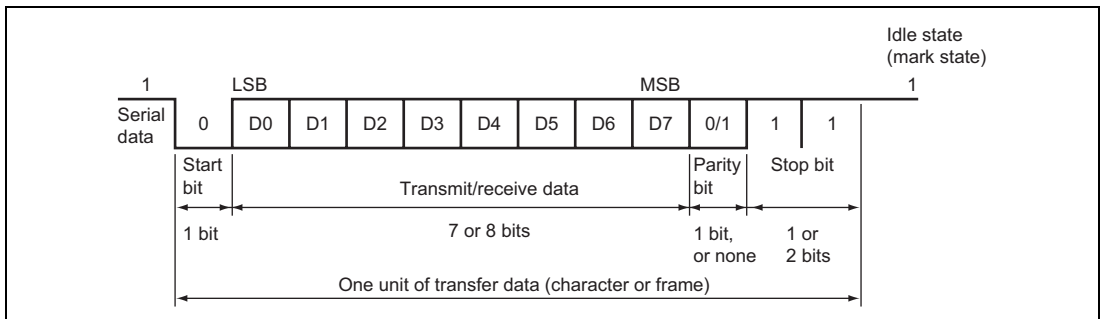 Idle state
(mark state)
1 LSB MSB 1
Serial
data
0 D0 D1 D2 D3 D4 D5 D6 D7 0/1 1 1
Start
bit
Transmit/receive data
Parity
bit
Stop bit
1 bit
7 or 8 bits
1 bit,
or none
1 or
2 bits
One unit of transfer data (character or frame)